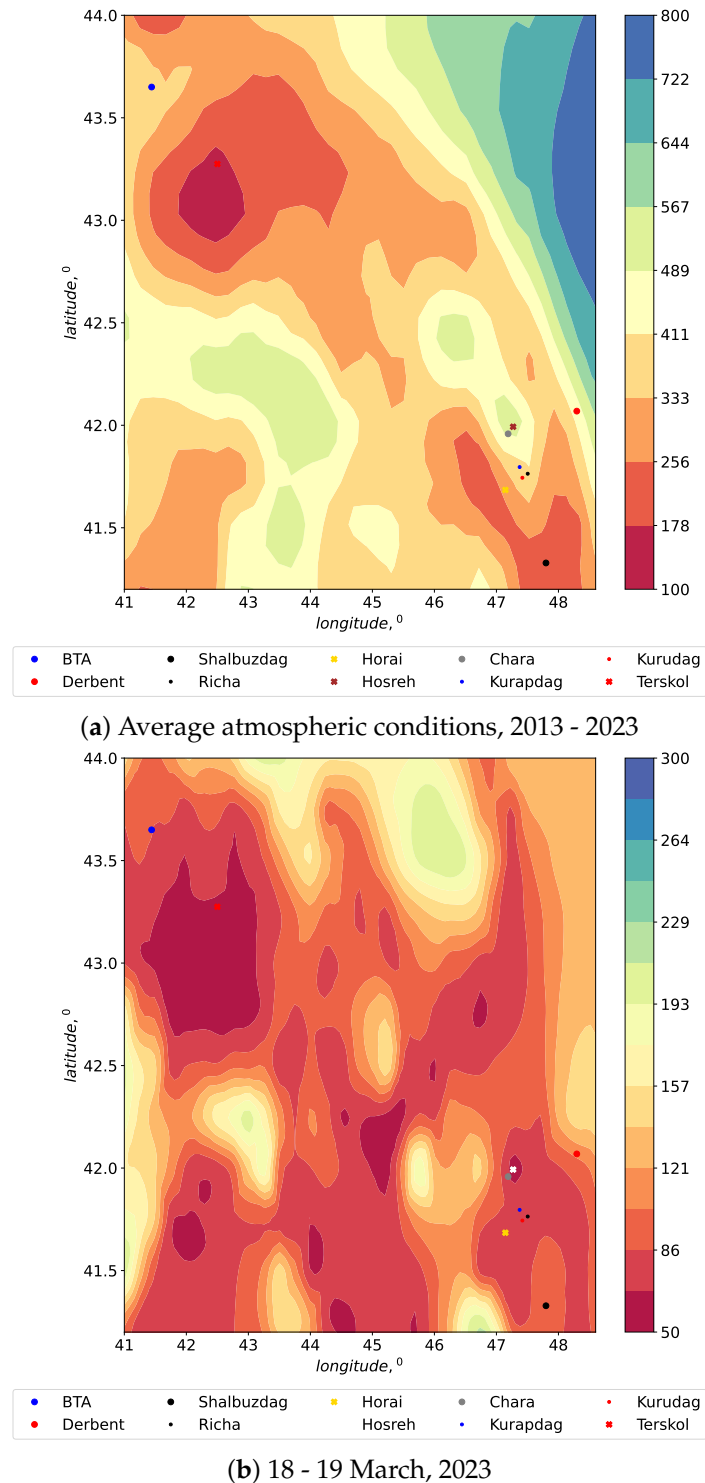 44.0
43.5
43.0
42.5
42.0
41.5
latitude, ⁰
41 42 43 44 45 46 47 48
longitude, ⁰
800
722
644
567
489
411
333
256
178
100
BTA Shalbuzdag Horai Chara Kurudag
Derbent Richa Hosreh Kurapdag Terskol
(a) Average atmospheric conditions, 2013 - 2023
44.0
43.5
43.0
42.5
42.0
41.5
latitude, ⁰
41 42 43 44 45 46 47 48
longitude, ⁰
300
264
229
193
157
121
86
50
BTA Shalbuzdag Horai Chara Kurudag
Derbent Richa Hosreh Kurapdag Terskol
(b) 18 - 19 March, 2023